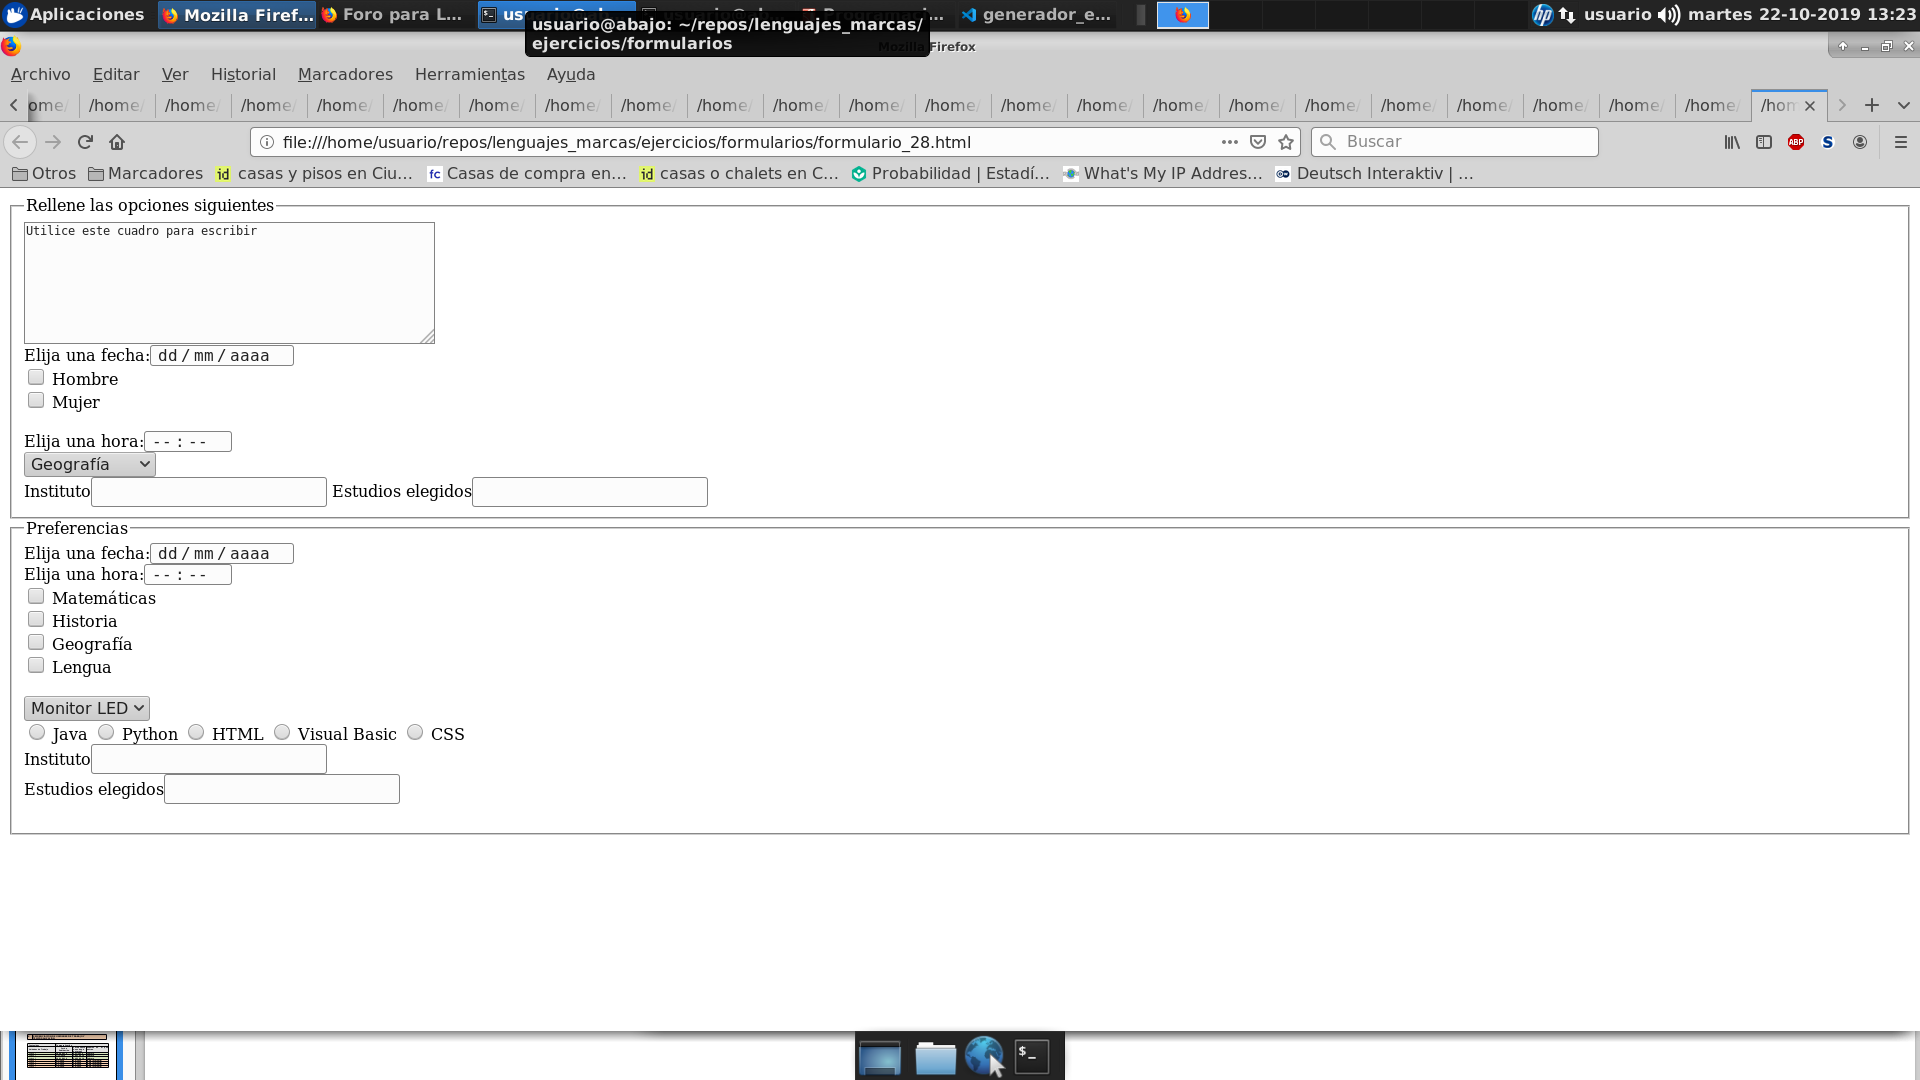 Aplicaciones
Mozilla Firef...
Foro para L...
generador_e...
usuario
martes 22-10-2019 13:23
usuario@abajo: ~/repos/lenguajes_marcas/
ejercicios/formularios
Archivo Editar Ver Historial Marcadores Herramientas Ayuda
ome/ /home/ /home/ /home/ /home/ /home/ /home/ /home/ /home/ /home/ /home/ /home/ /home/ /home/ /home/ /home/ /home/ /home/ /home/ /home/ /home/ /home/ /home/ /hom
file:///home/usuario/repos/lenguajes_marcas/ejercicios/formularios/formulario_28.html
Buscar
Otros Marcadores casas y pisos en Ciu... Casas de compra en... casas o chalets en C... Probabilidad | Estadí... What's My IP Addres... Deutsch Interaktiv | ...
Rellene las opciones siguientes
Utilice este cuadro para escribir
Elija una fecha: dd / mm / aaaa
Hombre
Mujer
Elija una hora: -- : --
Geografía
Instituto Estudios elegidos
Preferencias
Elija una fecha: dd / mm / aaaa
Elija una hora: -- : --
Matemáticas
Historia
Geografía
Lengua
Monitor LED
Java Python HTML Visual Basic CSS
Instituto
Estudios elegidos